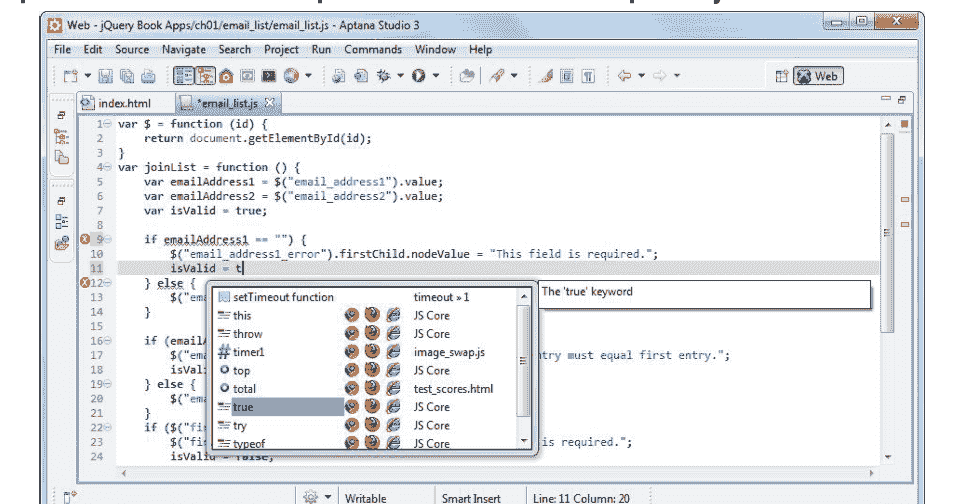 Web - jQuery Book Apps/ch01/email_list/email_list.js - Aptana Studio 3
File Edit Source Navigate Search Project Run Commands Window Help
Web
index.html *email_list.js
1 var $ = function (id) {
2 return document.getElementById(id);
3 }
4 var joinList = function () {
5 var emailAddress1 = $("email_address1").value;
6 var emailAddress2 = $("email_address2").value;
7 var isValid = true;
8
9 if emailAddress1 == "") {
10 $("email_address1_error").firstChild.nodeValue = "This field is required.";
11 isValid = t
12 } else {
13 $("ema
14 }
15
16 if (emailA
17 $("ema ntry must equal first entry.";
18 isVal
19 } else {
20 $("ema
21 }
22 if ($("fi
23 $("fi is required.";
24 isValid = false;
setTimeout function timeout » 1
this JS Core
throw JS Core
timer1 image_swap.js
top JS Core
total test_scores.html
true JS Core
try JS Core
typeof JS Core
The 'true' keyword
Writable Smart Insert Line: 11 Column: 20